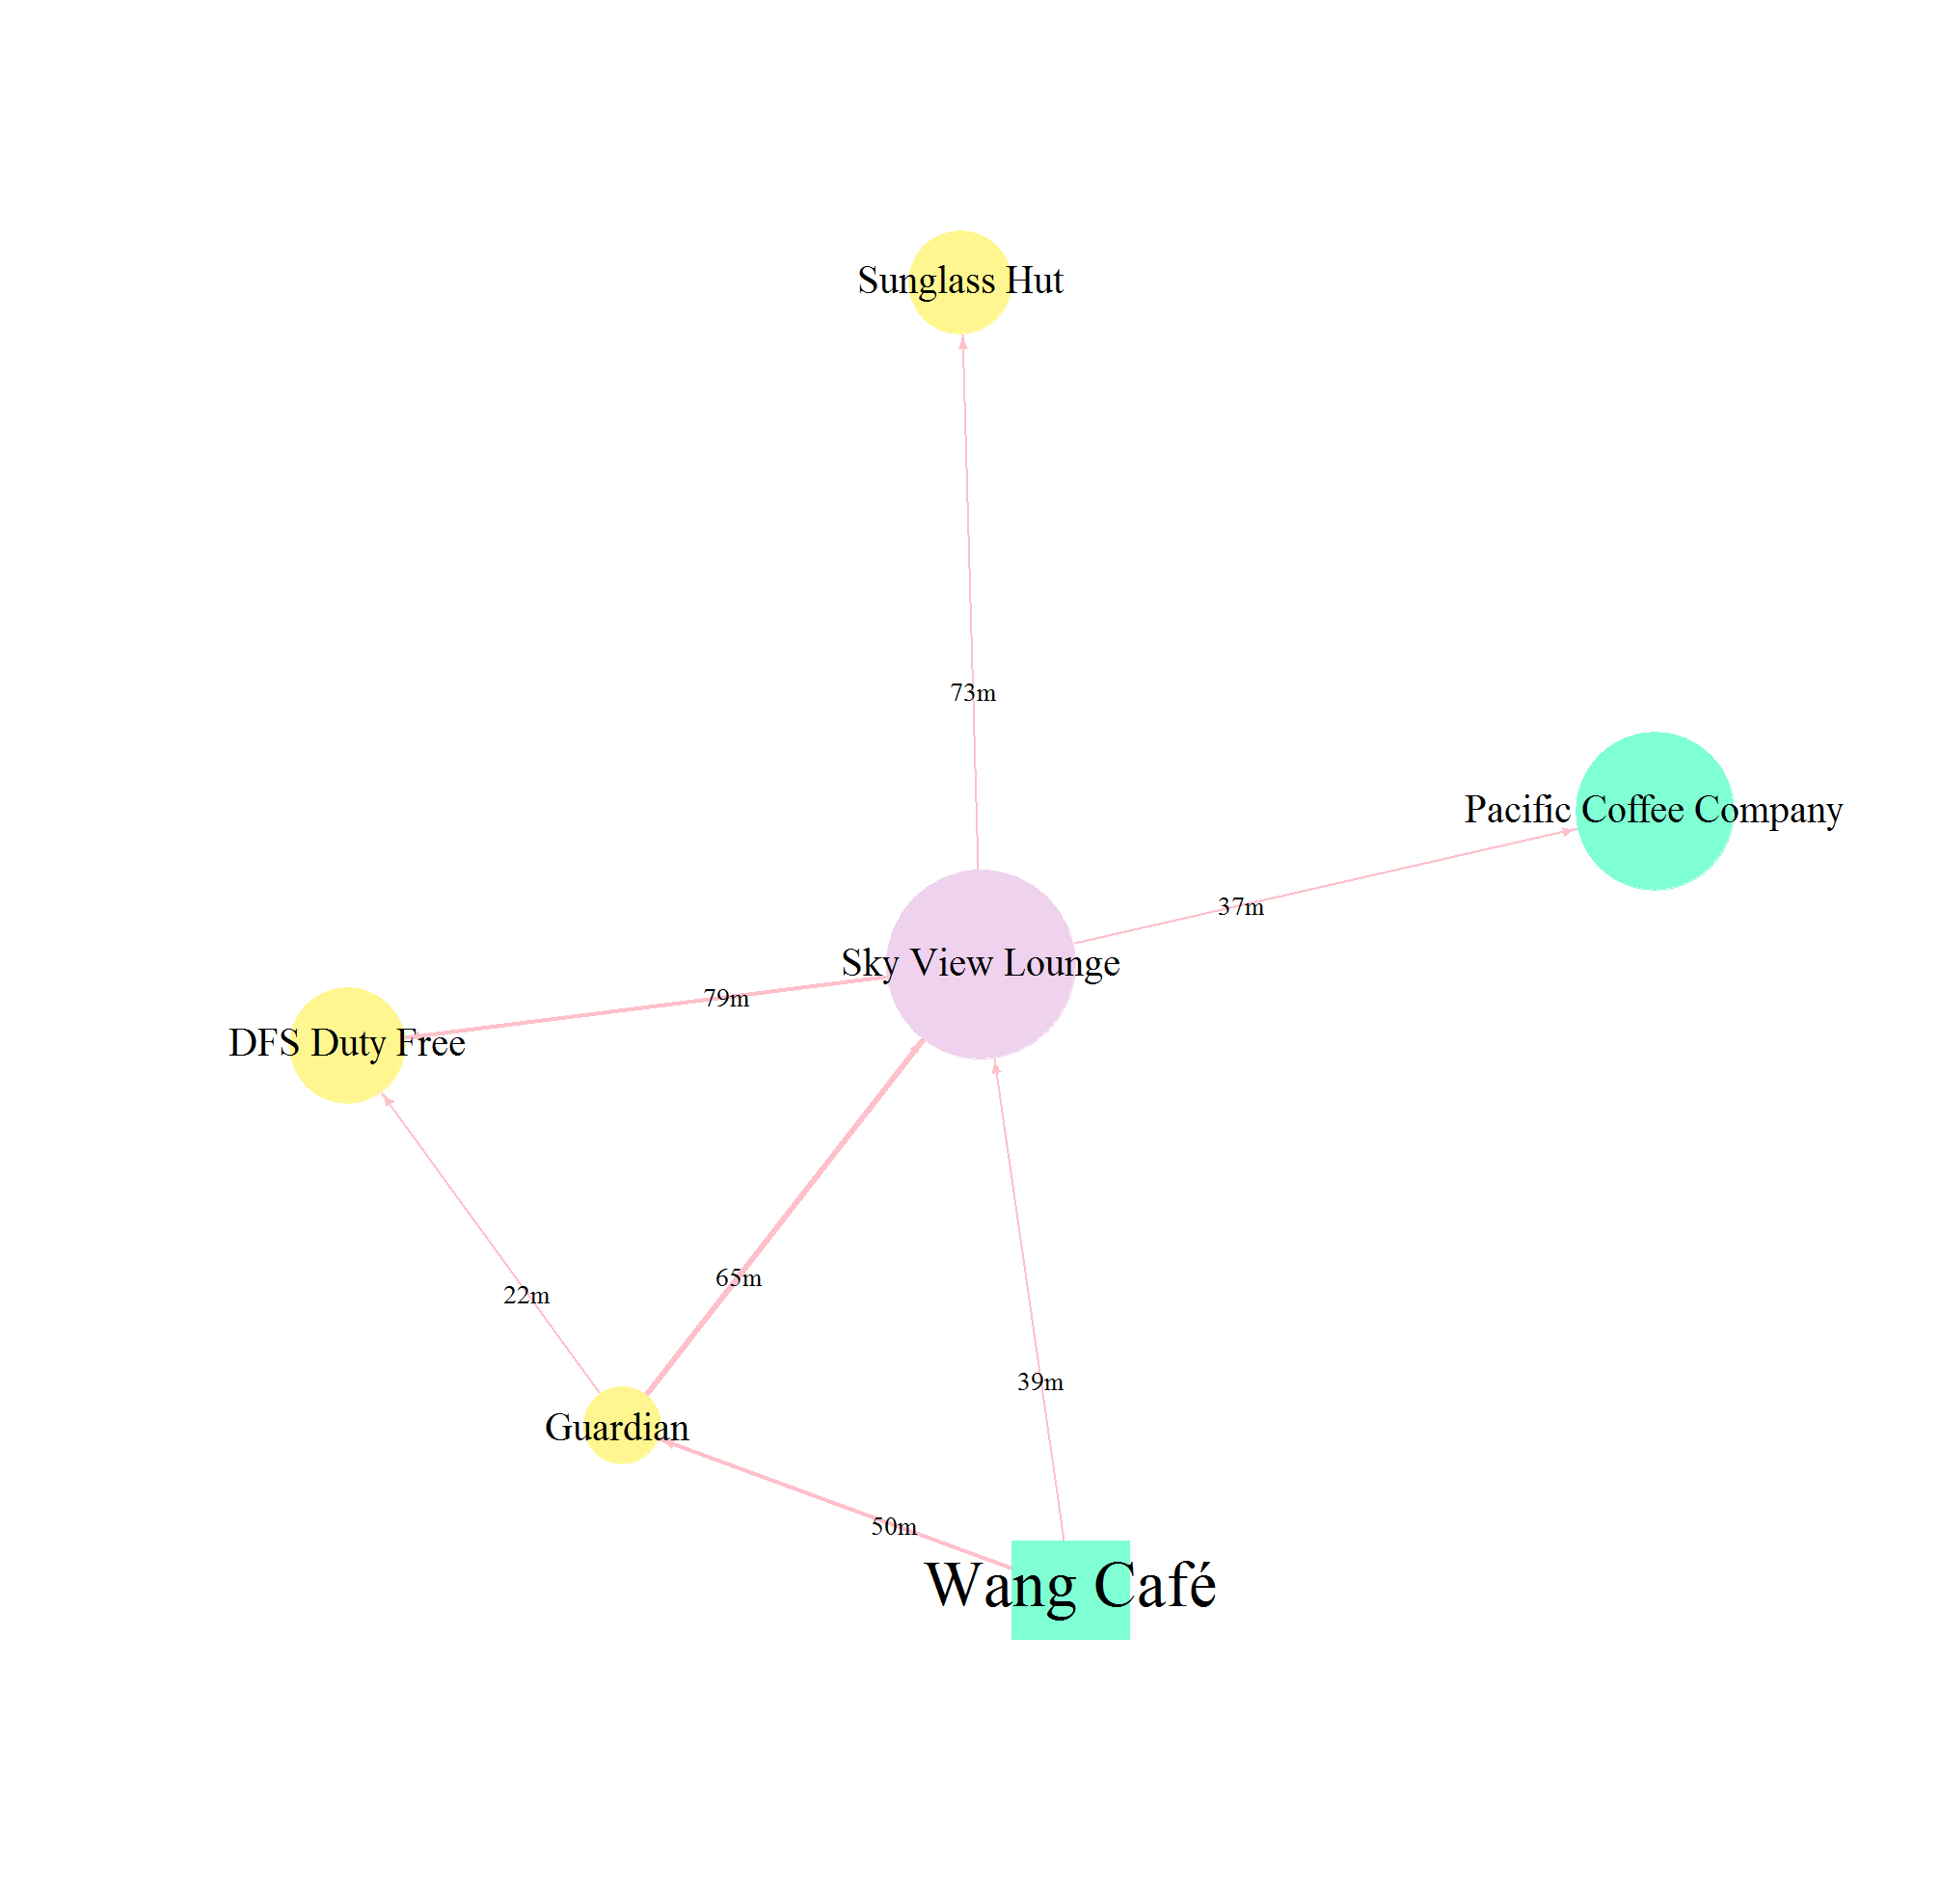 Sunglass Hut
73m
Pacific Coffee Company
37m
Sky View Lounge
79m
DFS Duty Free
65m
22m
39m
Guardian
50m
Wang Café